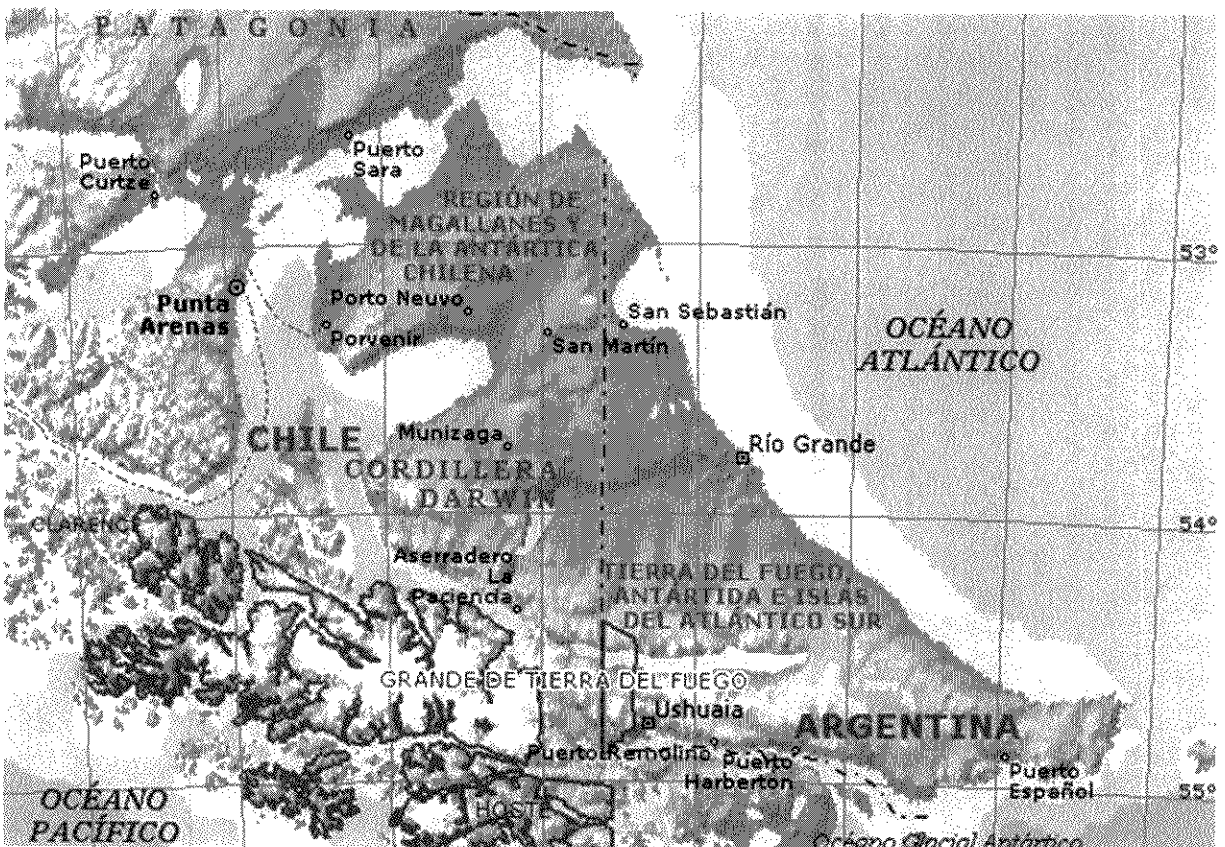 PATAGONIA
Puerto
Sara
Puerto
Curtze
REGIÓN DE
MAGALLANES Y
DE LA ANTÁRTICA
CHILENA
53°
Punta
Arenas
Porto Neuvo
Porvenir
San Sebastián
San Martín
OCÉANO
ATLÁNTICO
CHILE
Munizaga
Río Grande
CORDILLERA
DARWIN
CLARENCE
54°
Aserradero
La
Paciencia
TIERRA DEL FUEGO,
ANTÁRTIDA E ISLAS
DEL ATLÁNTICO SUR
GRANDE DE TIERRA DEL FUEGO
Ushuaia
ARGENTINA
Puerto Remolino
Puerto
Harberton
Puerto
Español
55°
OCÉANO
PACÍFICO
HOSTE
Océano Glacial Antártico